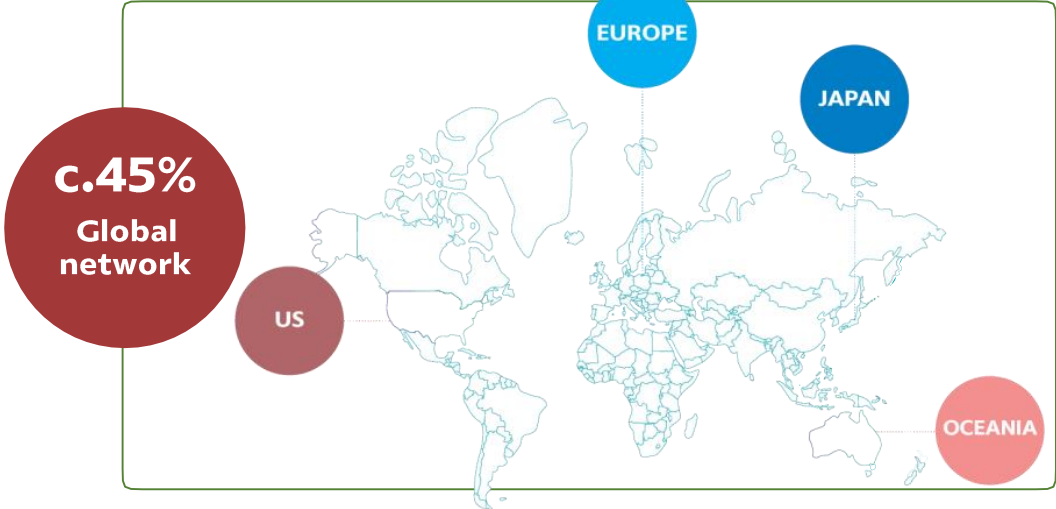 EUROPE
JAPAN
c.45%
Global
network
US
OCEANIA